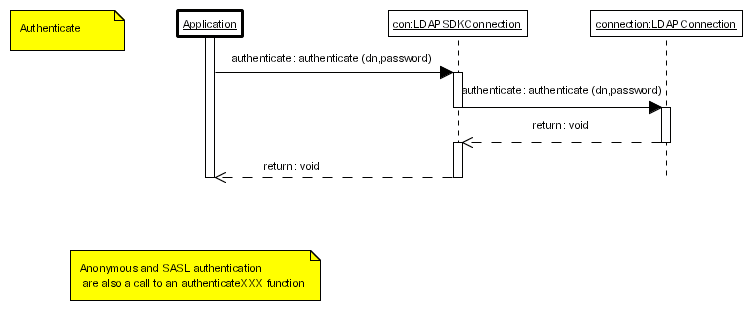 Authenticate
Application
con:LDAPSDKConnection
connection:LDAPConnection
authenticate: authenticate (dn,password)
authenticate: authenticate (dn,password)
return: void
return: void
Anonymous and SASL authentication
are also a call to an authenticateXXX function